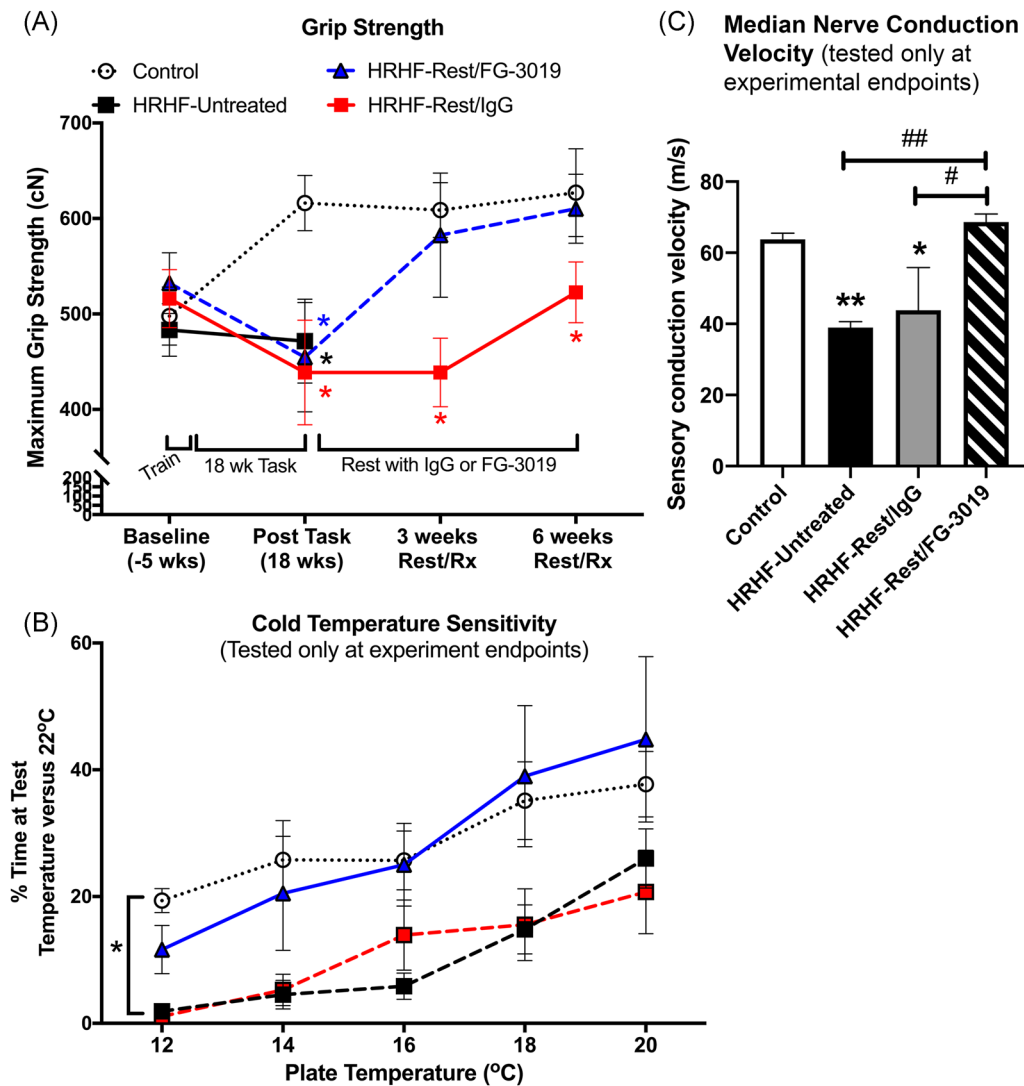 (A)
Grip Strength
Control
HRHF-Rest/FG-3019
HRHF-Untreated
HRHF-Rest/IgG
Maximum Grip Strength (cN)
700
600
500
400
200
150
100
50
0
*
*
*
*
*
Train
18 wk Task
Rest with IgG or FG-3019
Baseline
(-5 wks)
Post Task
(18 wks)
3 weeks
Rest/Rx
6 weeks
Rest/Rx
(C)
Median Nerve Conduction
Velocity (tested only at
experimental endpoints)
Sensory conduction velocity (m/s)
80
60
40
20
0
##
#
**
*
Control
HRHF-Untreated
HRHF-Rest/IgG
HRHF-Rest/FG-3019
(B)
Cold Temperature Sensitivity
(Tested only at experiment endpoints)
% Time at Test
Temperature versus 22ºC
60
40
20
0
*
12
14
16
18
20
Plate Temperature (ºC)